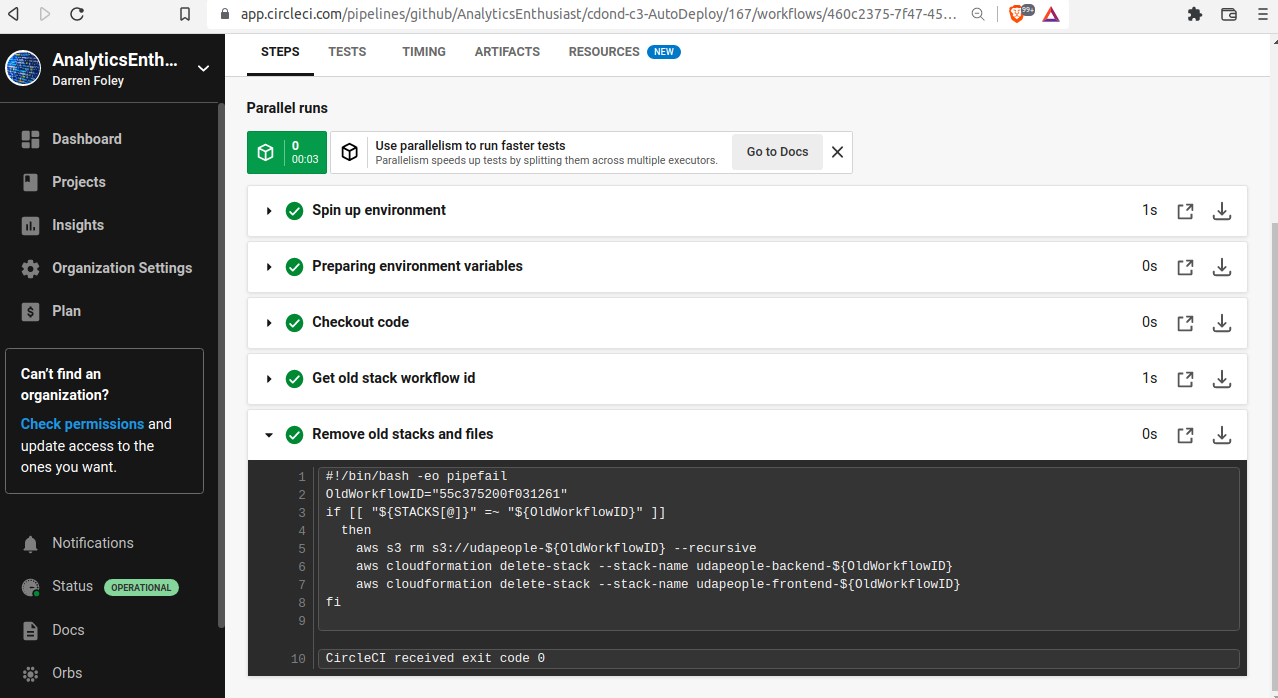 app.circleci.com/pipelines/github/AnalyticsEnthusiast/cdond-c3-AutoDeploy/167/workflows/460c2375-7f47-45…
99+
AnalyticsEnth...
Darren Foley
Dashboard
Projects
Insights
Organization Settings
Plan
Can't find an
organization?
Check permissions and
update access to the
ones you want.
Notifications
Status OPERATIONAL
Docs
Orbs
STEPS TESTS TIMING ARTIFACTS RESOURCES NEW
Parallel runs
0
00:03
Use parallelism to run faster tests
Parallelism speeds up tests by splitting them across multiple executors.
Go to Docs
Spin up environment 1s
Preparing environment variables 0s
Checkout code 0s
Get old stack workflow id 1s
Remove old stacks and files 0s
1 #!/bin/bash -eo pipefail
2 OldWorkflowID="55c375200f031261"
3 if [[ "${STACKS[@]}" =~ "${OldWorkflowID}" ]]
4 then
5 aws s3 rm s3://udapeople-${OldWorkflowID} --recursive
6 aws cloudformation delete-stack --stack-name udapeople-backend-${OldWorkflowID}
7 aws cloudformation delete-stack --stack-name udapeople-frontend-${OldWorkflowID}
8 fi
9
10 CircleCI received exit code 0